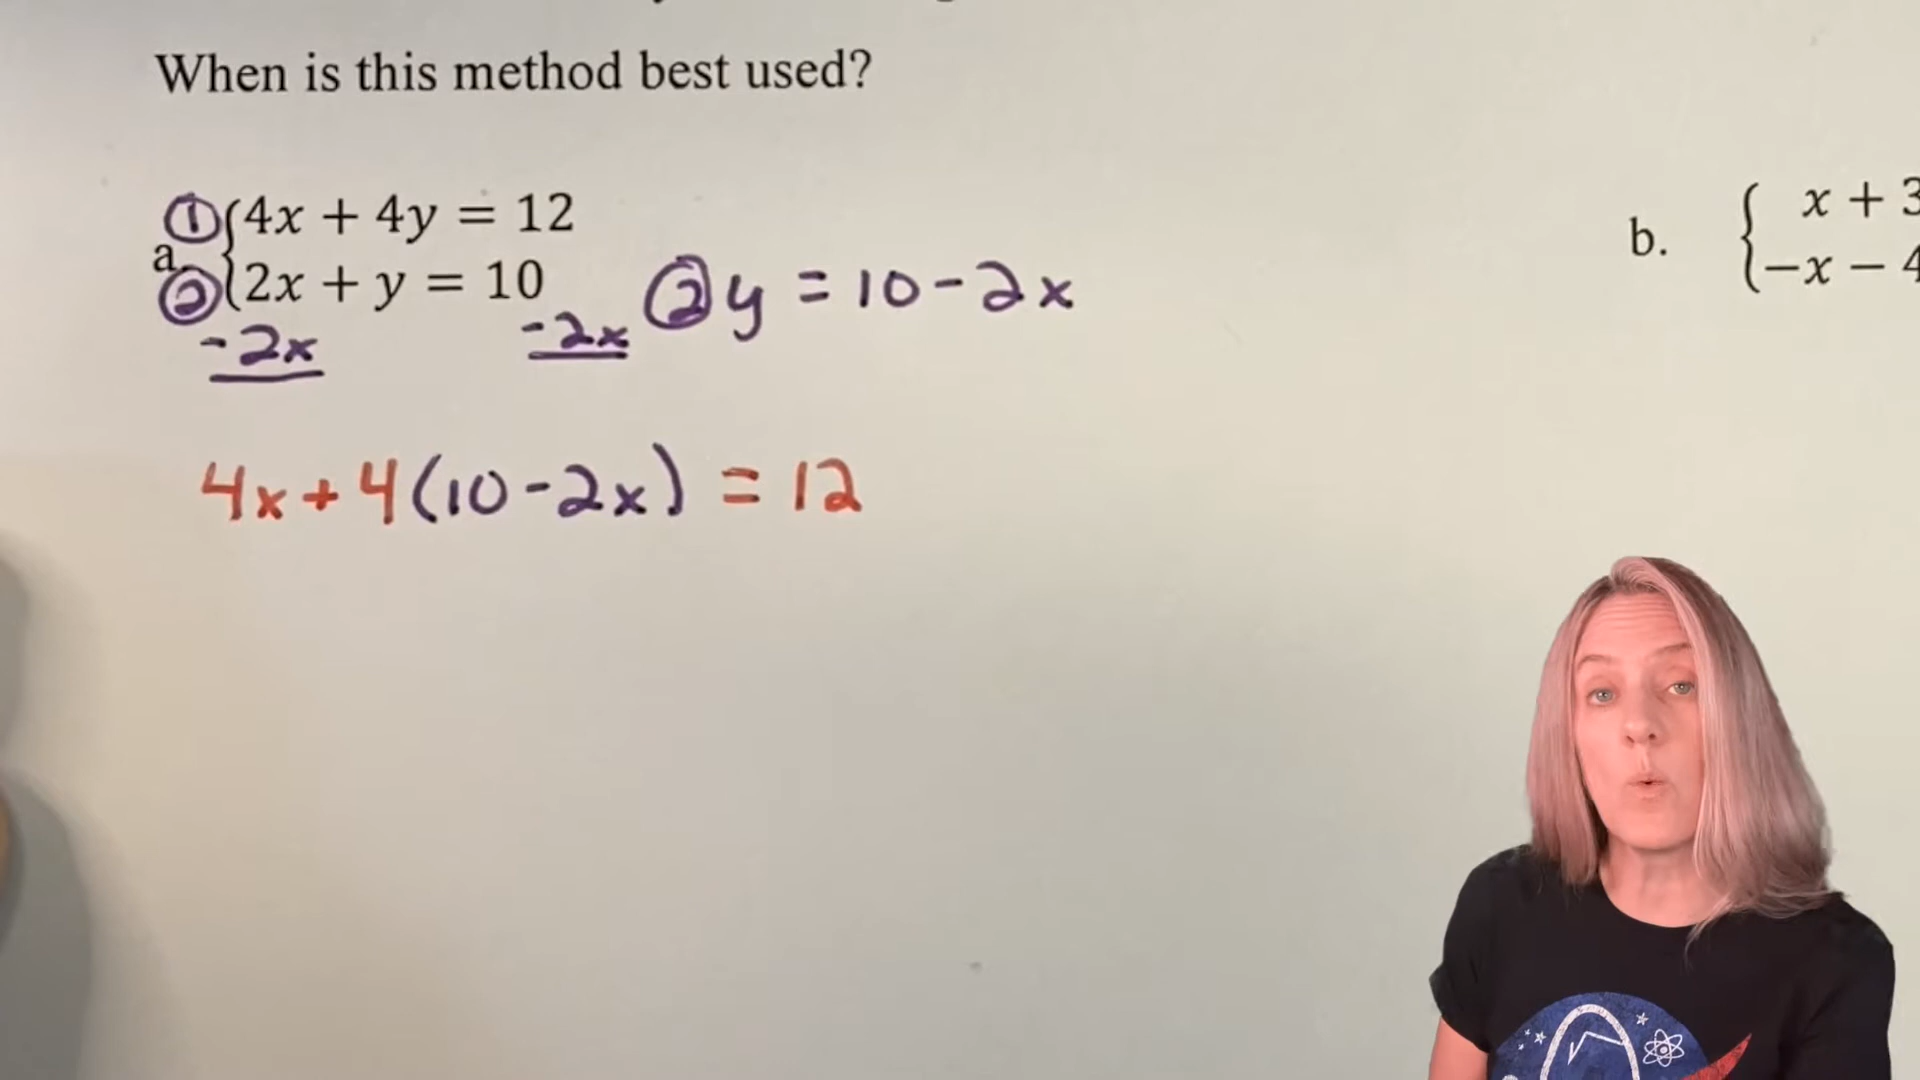 When is this method best used?
① 4x + 4y = 12
a.
② 2x + y = 10
-2x -2x
② y = 10 - 2x
4x + 4(10 - 2x) = 12
b.
x + 3
−x − 4